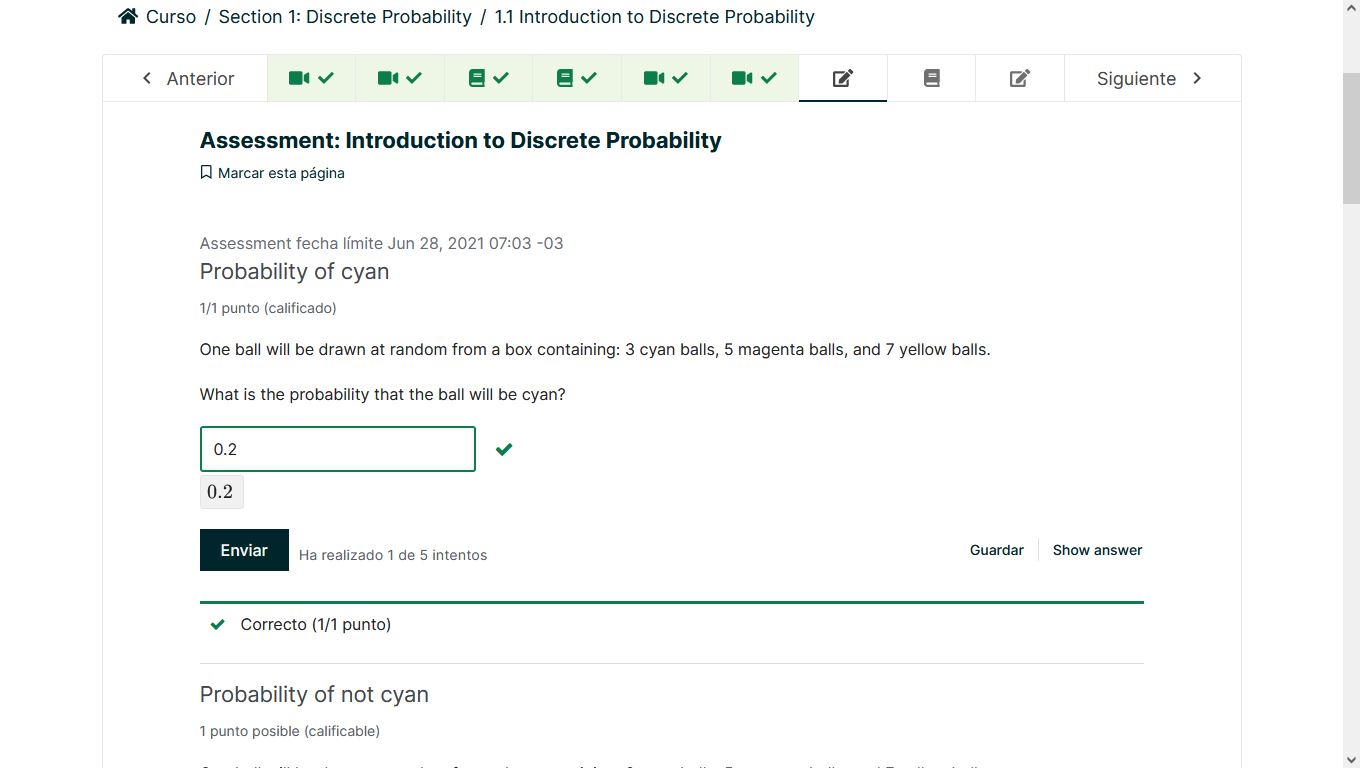 Curso / Section 1: Discrete Probability / 1.1 Introduction to Discrete Probability
Anterior
Siguiente
Assessment: Introduction to Discrete Probability
Marcar esta página
Assessment fecha límite Jun 28, 2021 07:03 -03
Probability of cyan
1/1 punto (calificado)
One ball will be drawn at random from a box containing: 3 cyan balls, 5 magenta balls, and 7 yellow balls.
What is the probability that the ball will be cyan?
0.2
0.2
Enviar
Ha realizado 1 de 5 intentos
Guardar
Show answer
Correcto (1/1 punto)
Probability of not cyan
1 punto posible (calificable)